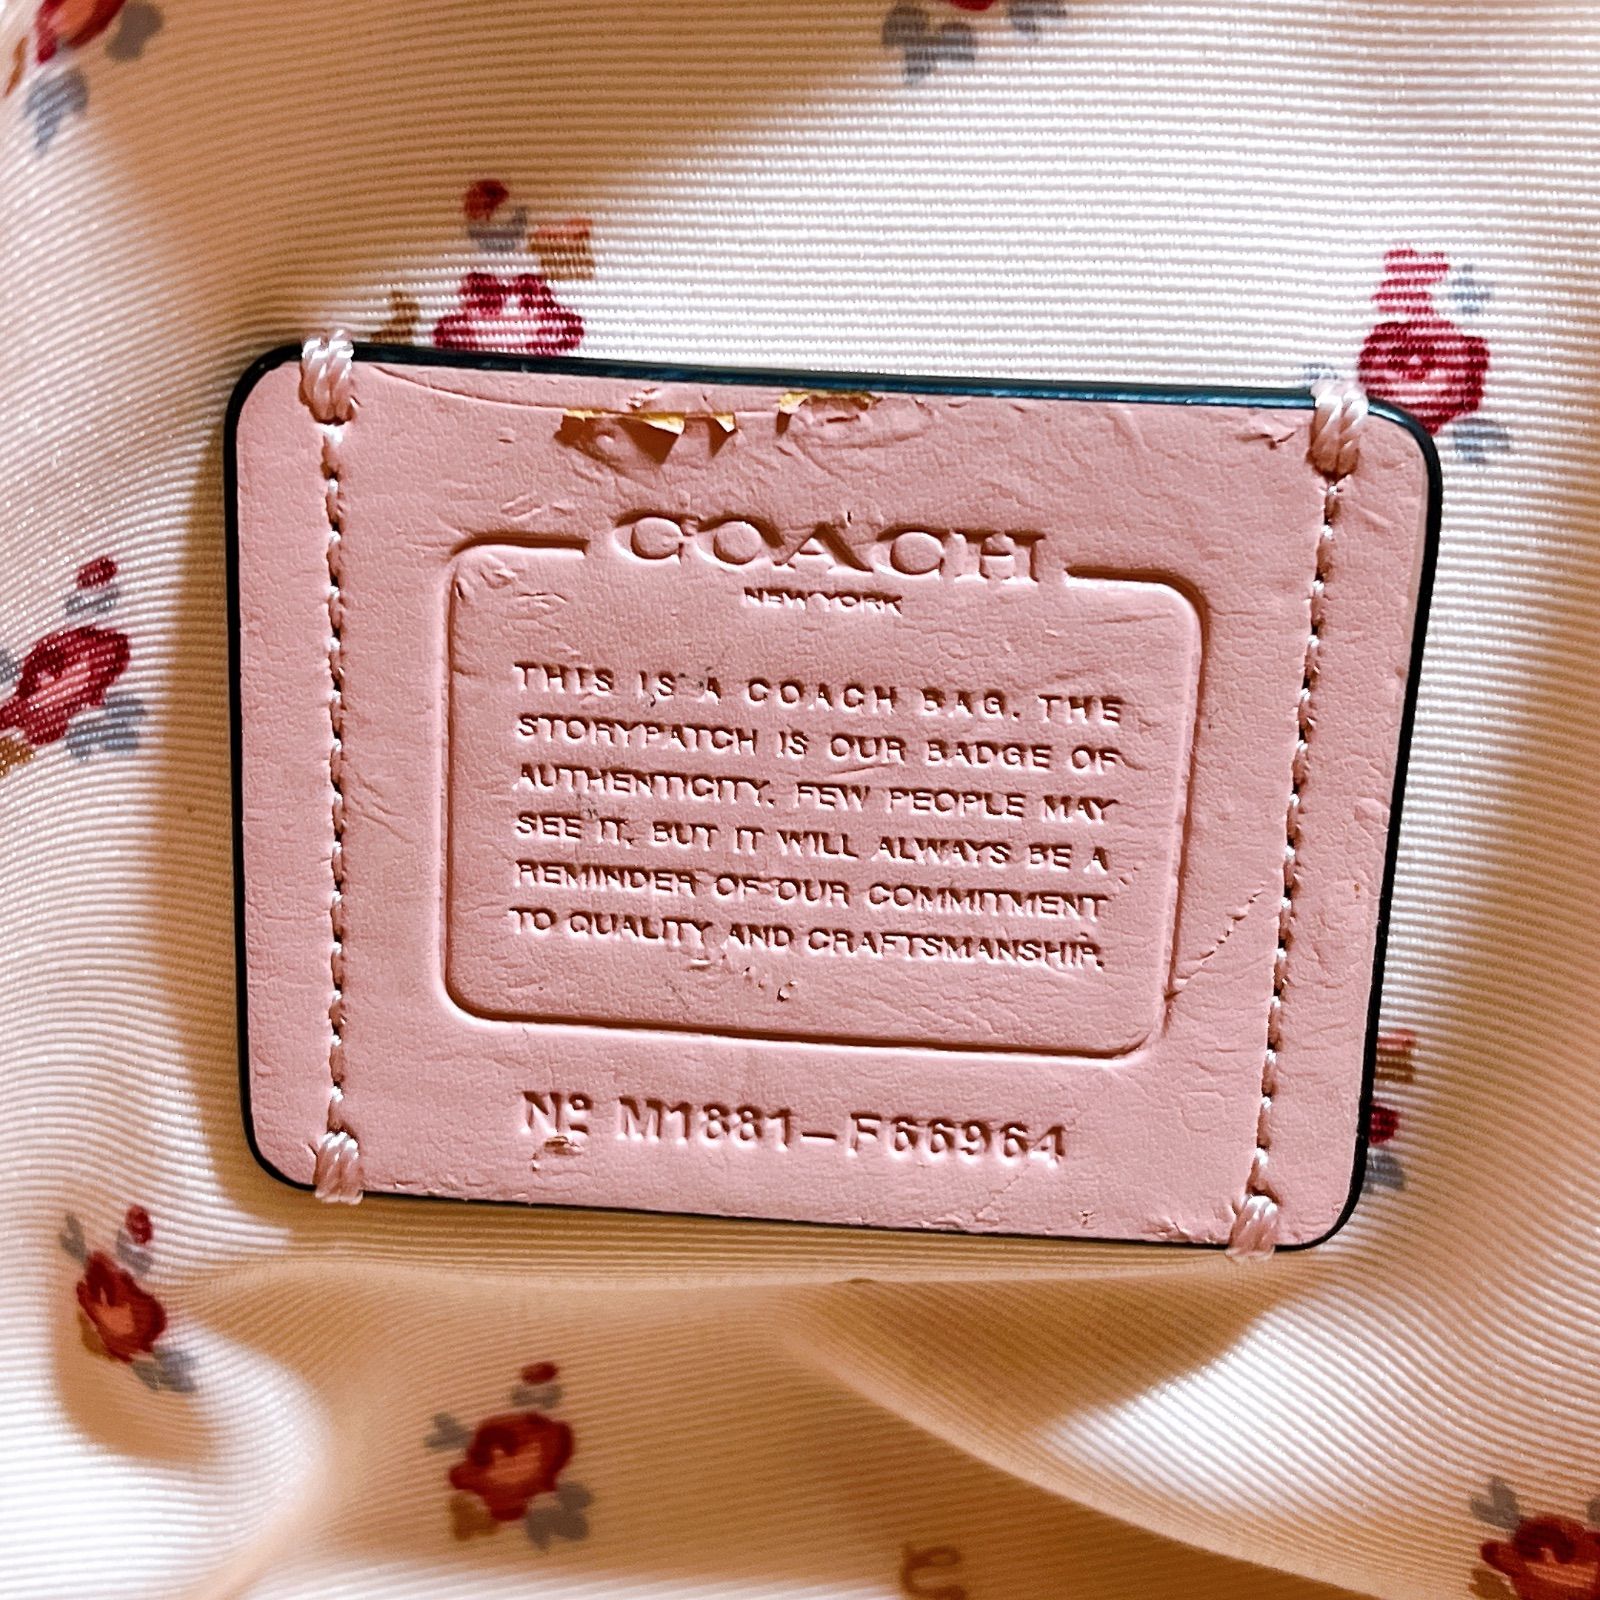 COACH
NEW YORK
THIS IS A COACH BAG. THE
STORYPATCH IS OUR BADGE OF
AUTHENTICITY. FEW PEOPLE MAY
SEE IT, BUT IT WILL ALWAYS BE A
REMINDER OF OUR COMMITMENT
TO QUALITY AND CRAFTSMANSHIP.
Nº M1881-F66964